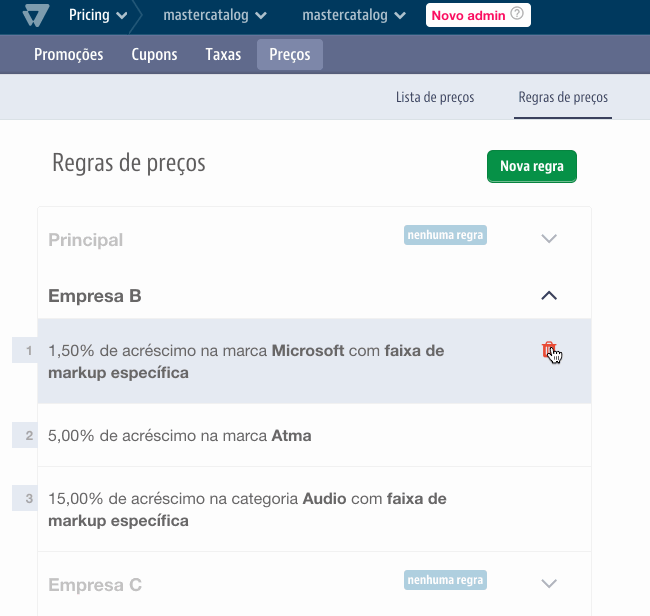 Pricing mastercatalog mastercatalog Novo admin ?
Promoções Cupons Taxas Preços
Lista de preços Regras de preços
Regras de preços Nova regra
Principal nenhuma regra
Empresa B
1 1,50% de acréscimo na marca Microsoft com faixa de
markup específica
2 5,00% de acréscimo na marca Atma
3 15,00% de acréscimo na categoria Audio com faixa de
markup específica
Empresa C nenhuma regra